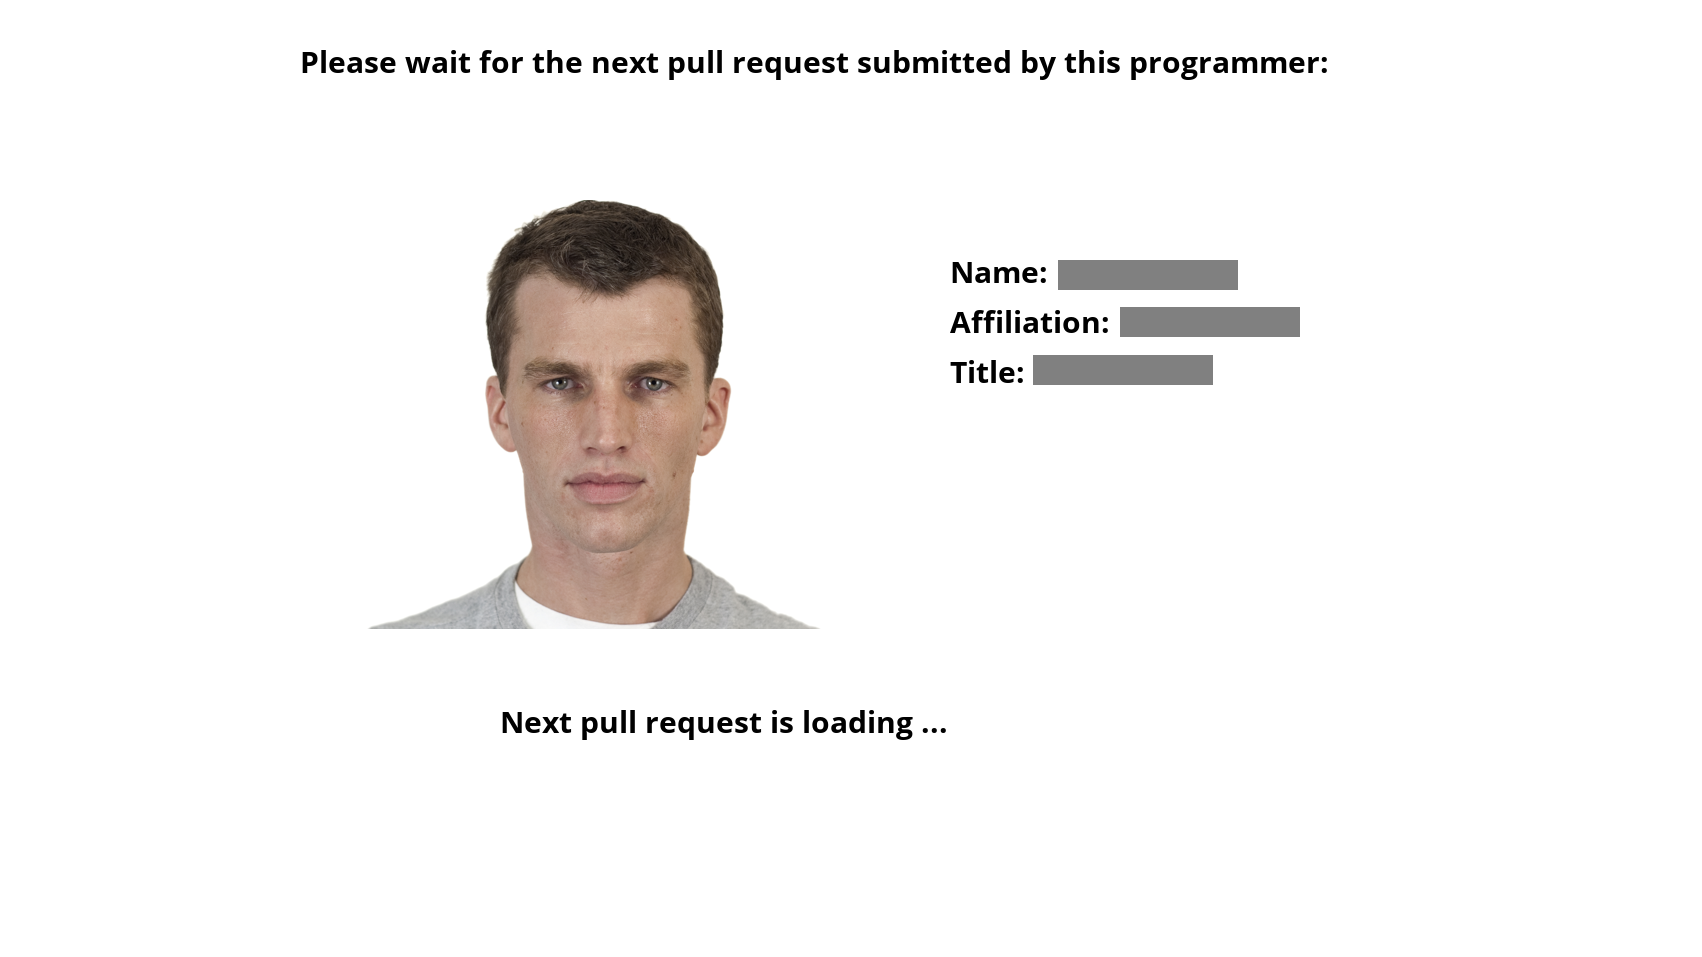 Please wait for the next pull request submitted by this programmer:
Name:
Affiliation:
Title:
Next pull request is loading ...